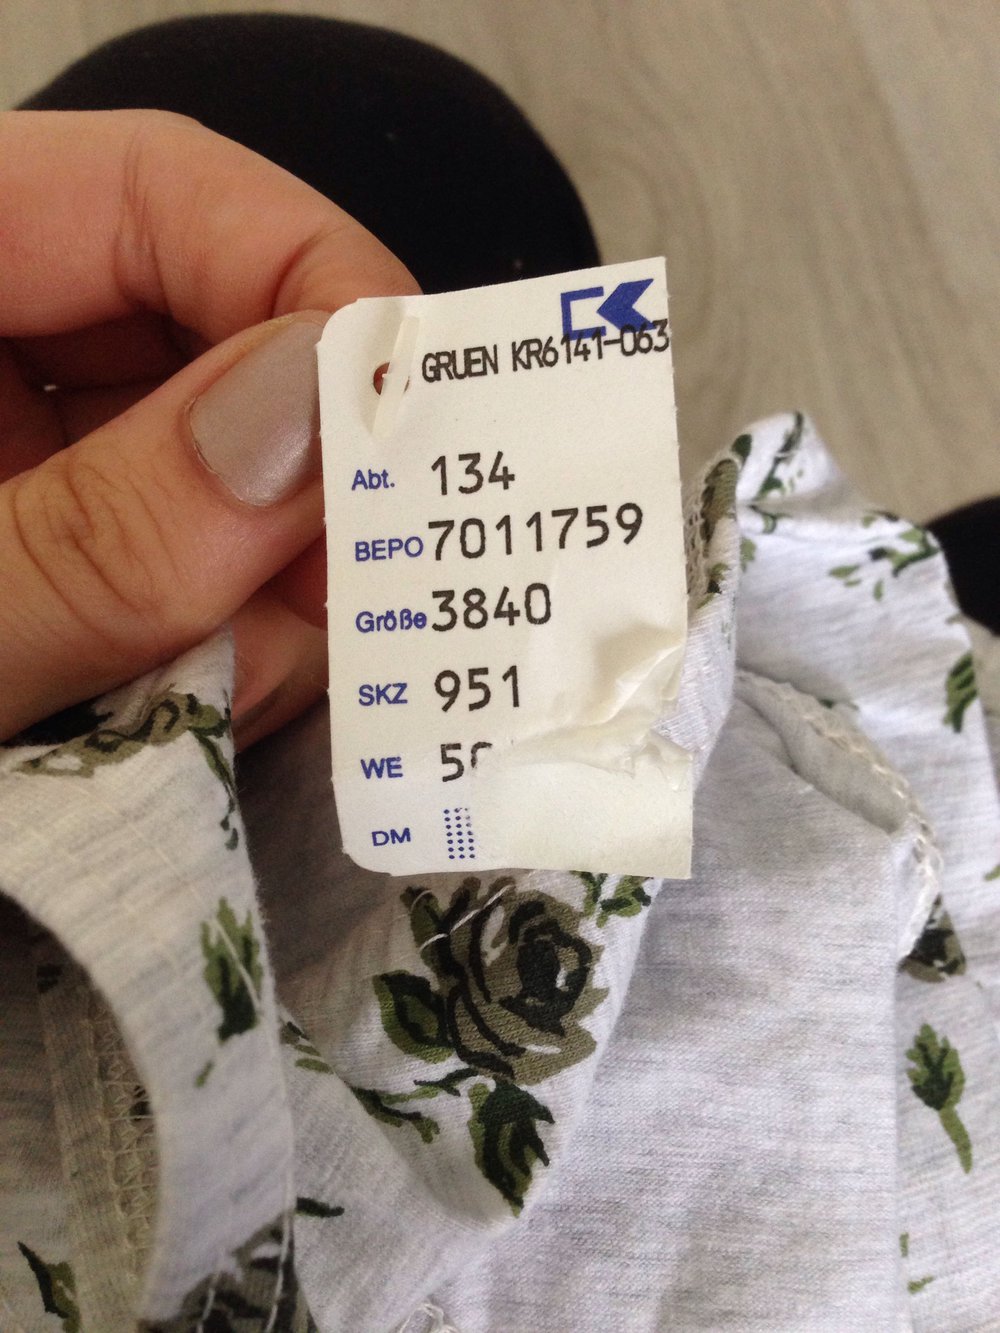 GRUEN KR6141-063
Abt. 134
BEPO 7011759
Größe 3840
SKZ 951
WE
DM